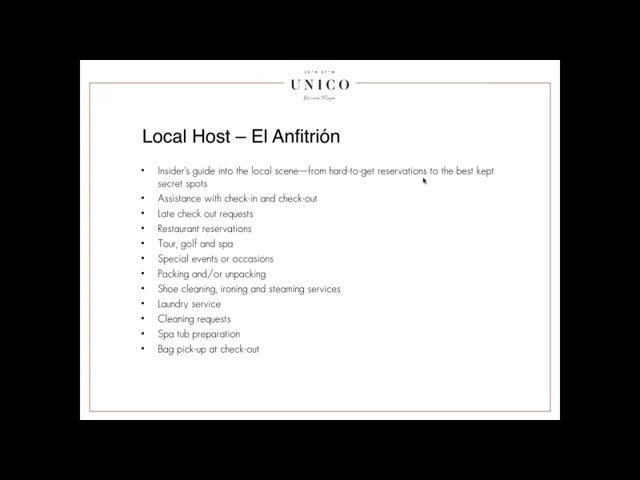 UNICO
Riviera Maya
Local Host – El Anfitrión
• Insider's guide into the local scene—from hard-to-get reservations to the best kept
secret spots
• Assistance with check-in and check-out
• Late check out requests
• Restaurant reservations
• Tour, golf and spa
• Special events or occasions
• Packing and/or unpacking
• Shoe cleaning, ironing and steaming services
• Laundry service
• Cleaning requests
• Spa tub preparation
• Bag pick-up at check-out